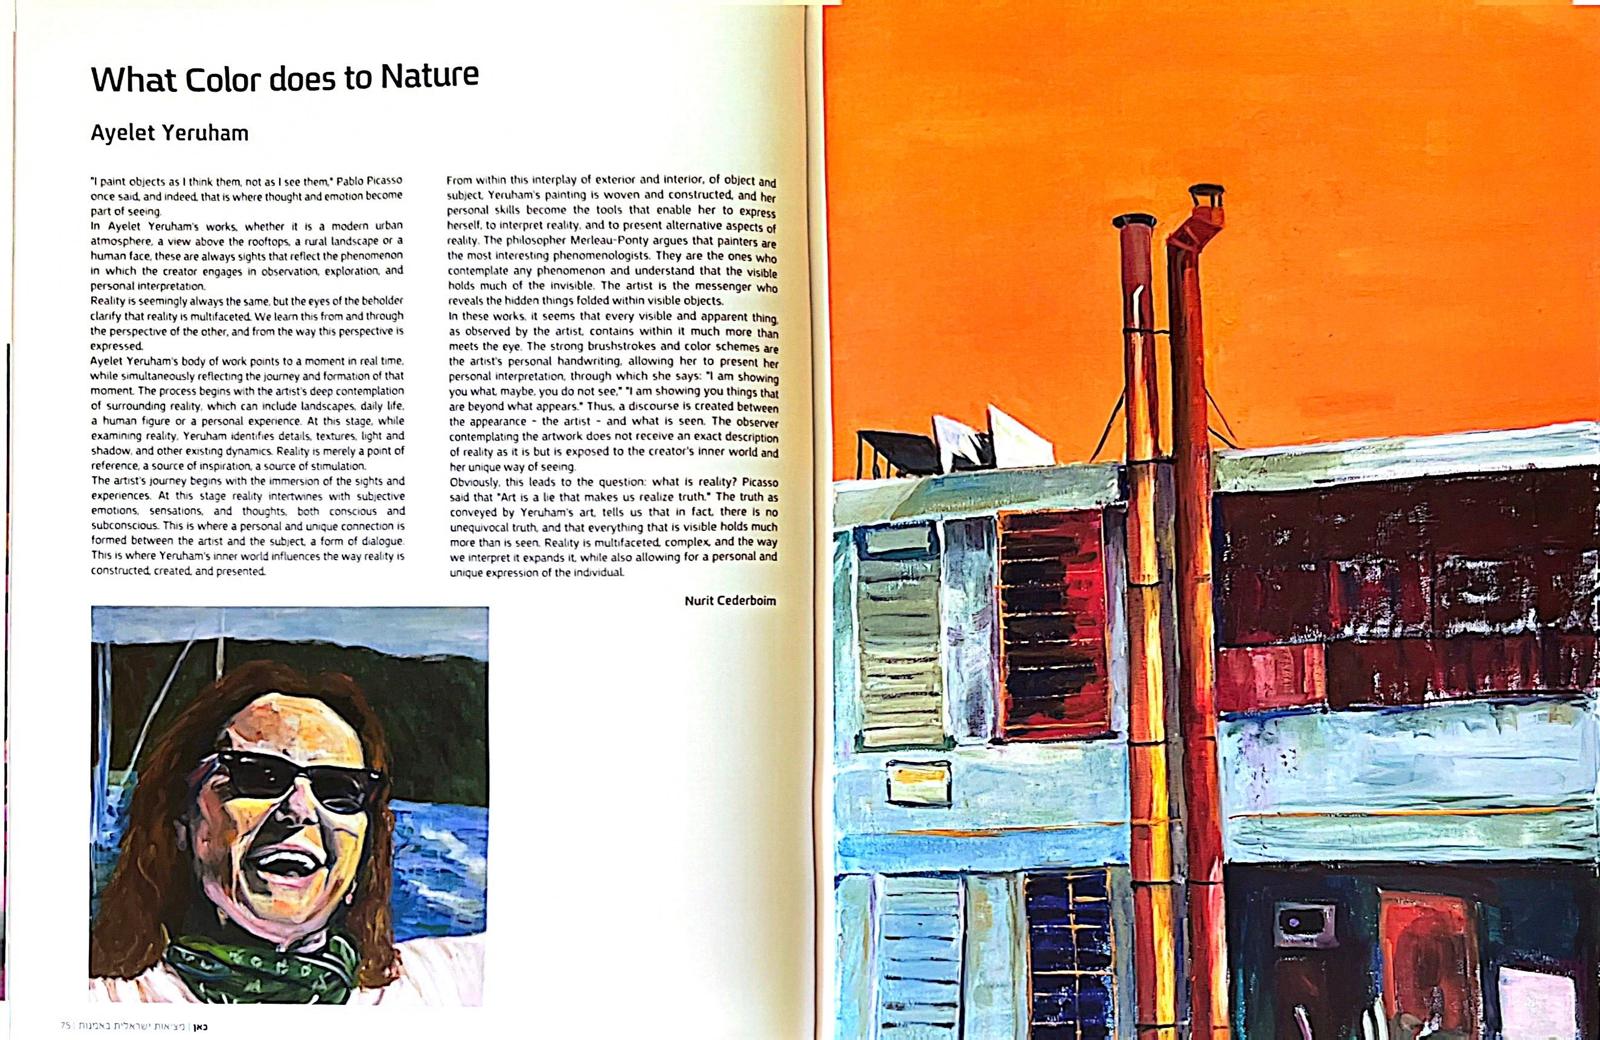 What Color does to Nature
Ayelet Yeruham
"I paint objects as I think them, not as I see them," Pablo Picasso
once said, and indeed, that is where thought and emotion become
part of seeing.
In Ayelet Yeruham's works, whether it is a modern urban
atmosphere, a view above the rooftops, a rural landscape or a
human face, these are always sights that reflect the phenomenon
in which the creator engages in observation, exploration, and
personal interpretation.
Reality is seemingly always the same, but the eyes of the beholder
clarify that reality is multifaceted. We learn this from and through
the perspective of the other, and from the way this perspective is
expressed.
Ayelet Yeruham's body of work points to a moment in real time,
while simultaneously reflecting the journey and formation of that
moment. The process begins with the artist's deep contemplation
of surrounding reality, which can include landscapes, daily life,
a human figure or a personal experience. At this stage, while
examining reality, Yeruham identifies details, textures, light and
shadow, and other existing dynamics. Reality is merely a point of
reference, a source of inspiration, a source of stimulation.
The artist's journey begins with the immersion of the sights and
experiences. At this stage reality intertwines with subjective
emotions, sensations, and thoughts, both conscious and
subconscious. This is where a personal and unique connection is
formed between the artist and the subject, a form of dialogue.
This is where Yeruham's inner world influences the way reality is
constructed, created, and presented.
From within this interplay of exterior and interior, of object and
subject, Yeruham's painting is woven and constructed, and her
personal skills become the tools that enable her to express
herself, to interpret reality, and to present alternative aspects of
reality. The philosopher Merleau-Ponty argues that painters are
the most interesting phenomenologists. They are the ones who
contemplate any phenomenon and understand that the visible
holds much of the invisible. The artist is the messenger who
reveals the hidden things folded within visible objects.
In these works, it seems that every visible and apparent thing,
as observed by the artist, contains within it much more than
meets the eye. The strong brushstrokes and color schemes are
the artist's personal handwriting, allowing her to present her
personal interpretation, through which she says: "I am showing
you what, maybe, you do not see," "I am showing you things that
are beyond what appears." Thus, a discourse is created between
the appearance - the artist - and what is seen. The observer
contemplating the artwork does not receive an exact description
of reality as it is but is exposed to the creator's inner world and
her unique way of seeing.
Obviously, this leads to the question: what is reality? Picasso
said that "Art is a lie that makes us realize truth." The truth as
conveyed by Yeruham's art, tells us that in fact, there is no
unequivocal truth, and that everything that is visible holds much
more than is seen. Reality is multifaceted, complex, and the way
we interpret it expands it, while also allowing for a personal and
unique expression of the individual.
Nurit Cederboim
כאן | מציאות ישראלית באמנות | 75